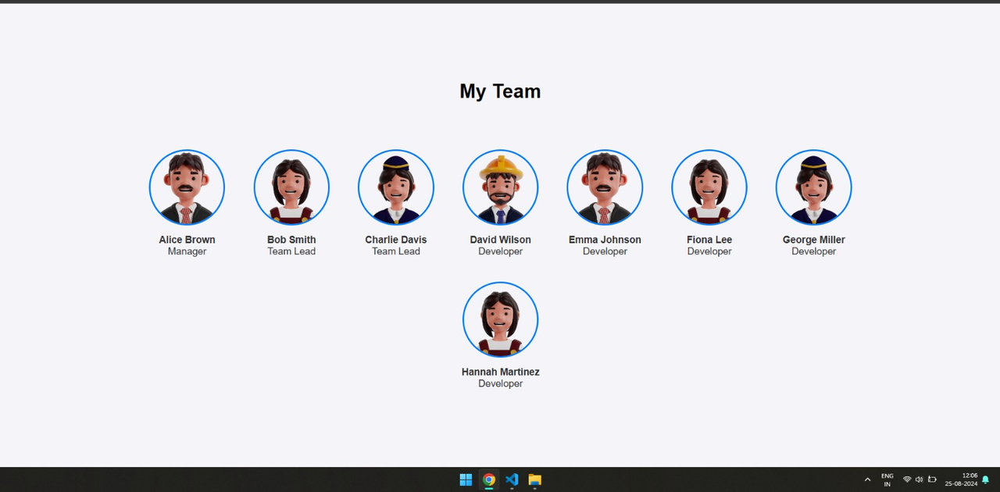 My Team
Alice Brown
Manager
Bob Smith
Team Lead
Charlie Davis
Team Lead
David Wilson
Developer
Emma Johnson
Developer
Fiona Lee
Developer
George Miller
Developer
Hannah Martinez
Developer
ENG
IN
12:06
25-08-2024